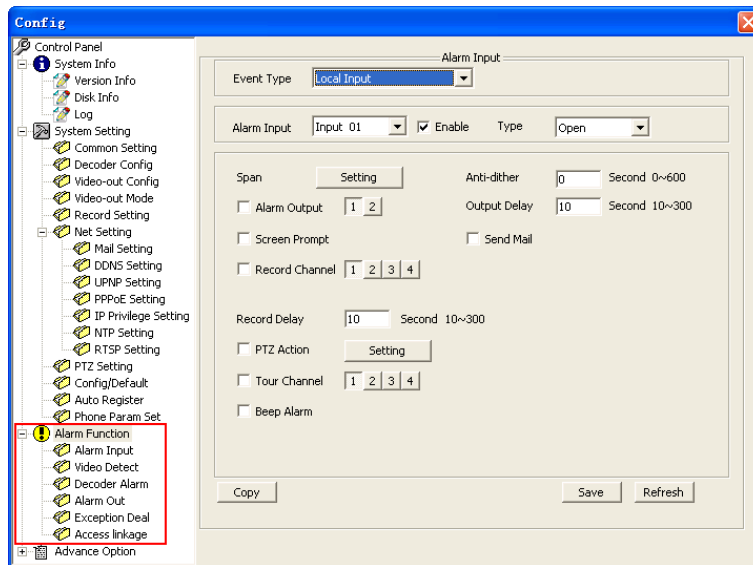 Config
Control Panel
System Info
Version Info
Disk Info
Log
System Setting
Common Setting
Decoder Config
Video-out Config
Video-out Mode
Record Setting
Net Setting
Mail Setting
DDNS Setting
UPNP Setting
PPPoE Setting
IP Privilege Setting
NTP Setting
RTSP Setting
PTZ Setting
Config/Default
Auto Register
Phone Param Set
Alarm Function
Alarm Input
Video Detect
Decoder Alarm
Alarm Out
Exception Deal
Access linkage
Advance Option
Alarm Input
Event Type Local Input
Alarm Input Input 01 Enable Type Open
Span Setting Anti-dither 0 Second 0~600
Alarm Output 1 2 Output Delay 10 Second 10~300
Screen Prompt Send Mail
Record Channel 1 2 3 4
Record Delay 10 Second 10~300
PTZ Action Setting
Tour Channel 1 2 3 4
Beep Alarm
Copy Save Refresh